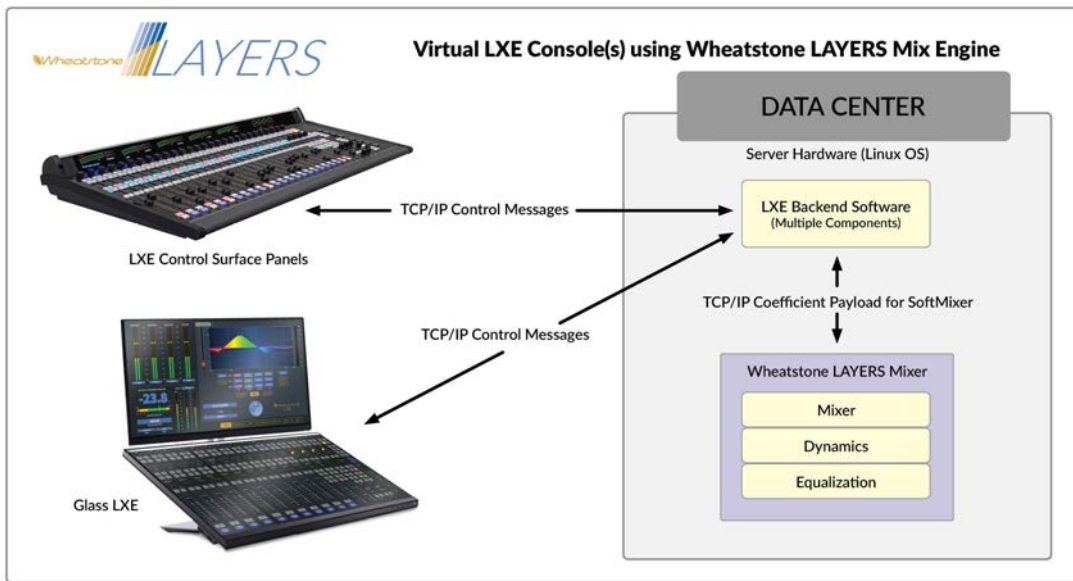 Wheatstone LAYERS
Virtual LXE Console(s) using Wheatstone LAYERS Mix Engine
DATA CENTER
Server Hardware (Linux OS)
LXE Backend Software
(Multiple Components)
TCP/IP Control Messages
LXE Control Surface Panels
TCP/IP Coefficient Payload for SoftMixer
TCP/IP Control Messages
Wheatstone LAYERS Mixer
Mixer
Dynamics
Equalization
-23.8
Glass LXE